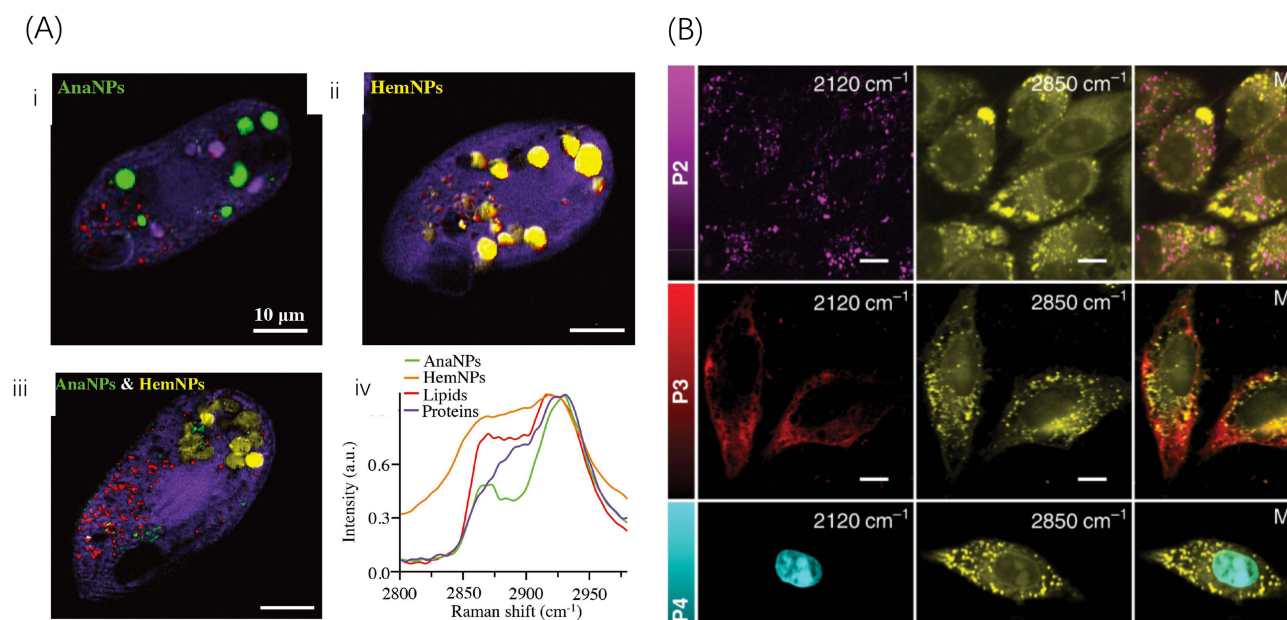 (A)
i
AnaNPs
10 μm
ii
HemNPs
iii
AnaNPs & HemNPs
iv
AnaNPs
HemNPs
Lipids
Proteins
Intensity (a.u.)
0.6
0.3
0.0
2800
2850
2900
2950
Raman shift (cm⁻¹)
(B)
P2
2120 cm⁻¹
2850 cm⁻¹
M
P3
2120 cm⁻¹
2850 cm⁻¹
M
P4
2120 cm⁻¹
2850 cm⁻¹
M